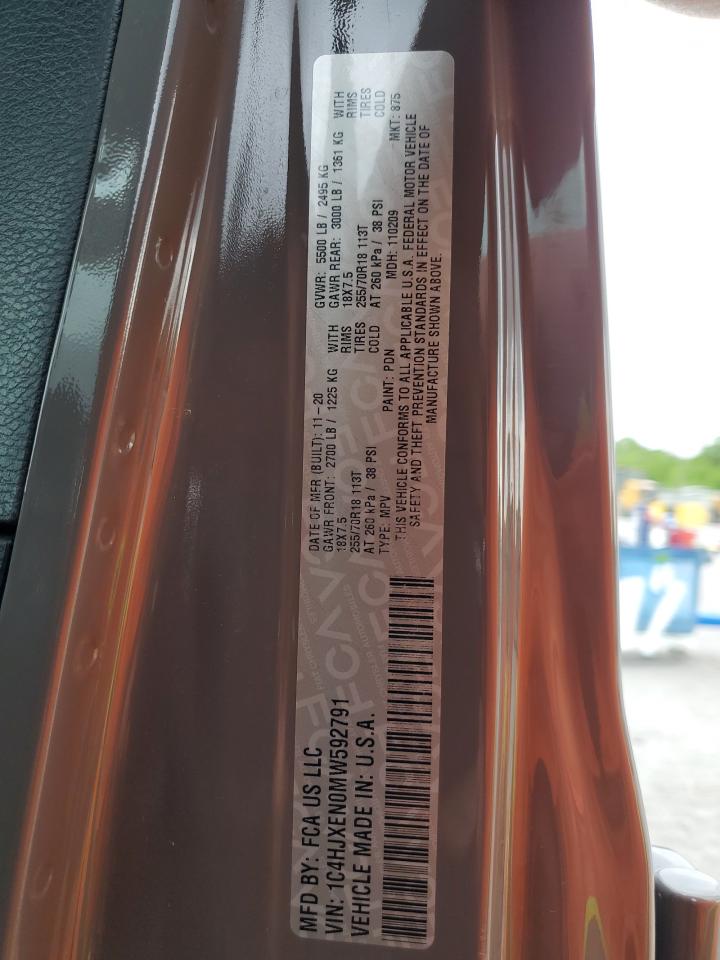 MFD BY: FCA US LLC
VIN: 1C4HJXEN0MW592791
VEHICLE MADE IN: U.S.A.
DATE OF MFR (BUILT): 11-20 GVWR: 5500 LB / 2495 KG
GAWR FRONT: 2700 LB / 1225 KG WITH GAWR REAR: 3000 LB / 1361 KG WITH
18X7.5 RIMS 18X7.5 RIMS
255/70R18 113T TIRES 255/70R18 113T TIRES
AT 260 kPa / 38 PSI COLD AT 260 kPa / 38 PSI COLD
TYPE: MPV PAINT: PDN MDH: 110209 MKT: 875
THIS VEHICLE CONFORMS TO ALL APPLICABLE U.S.A. FEDERAL MOTOR VEHICLE
SAFETY AND THEFT PREVENTION STANDARDS IN EFFECT ON THE DATE OF
MANUFACTURE SHOWN ABOVE.